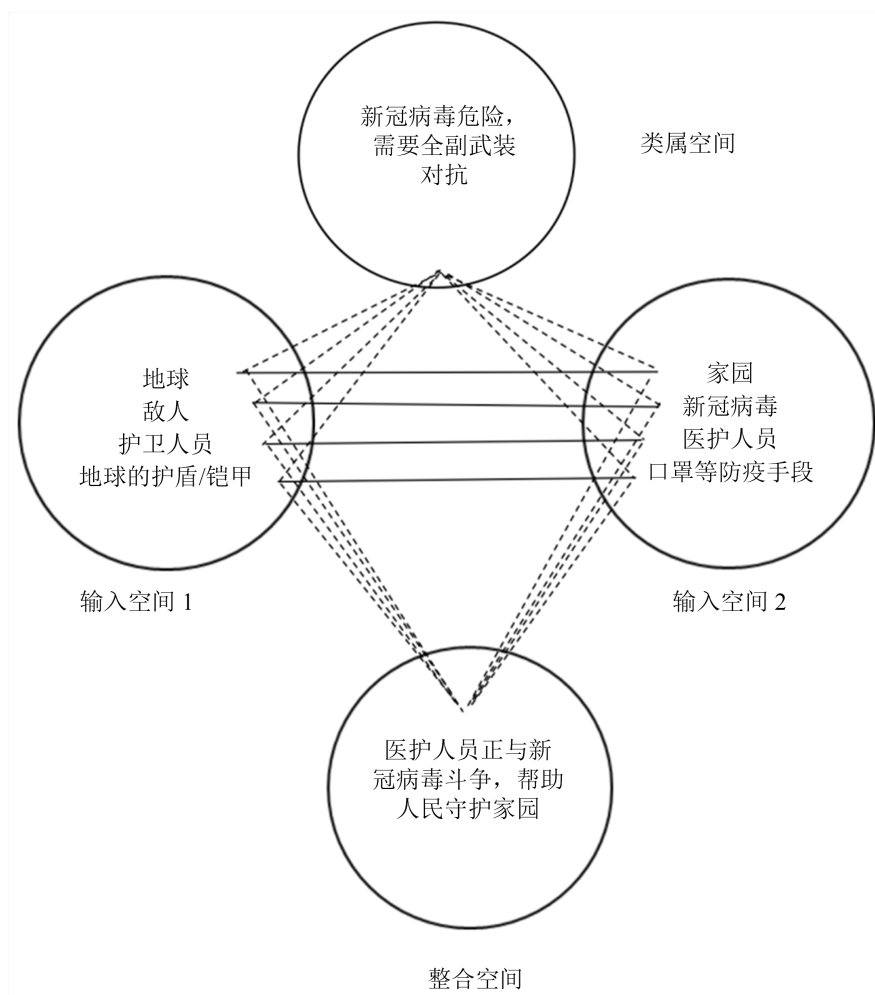 新冠病毒危险，
需要全副武装
对抗
类属空间
地球
敌人
护卫人员
地球的护盾/铠甲
家园
新冠病毒
医护人员
口罩等防疫手段
输入空间 1
输入空间 2
医护人员正与新
冠病毒斗争，帮助
人民守护家园
整合空间